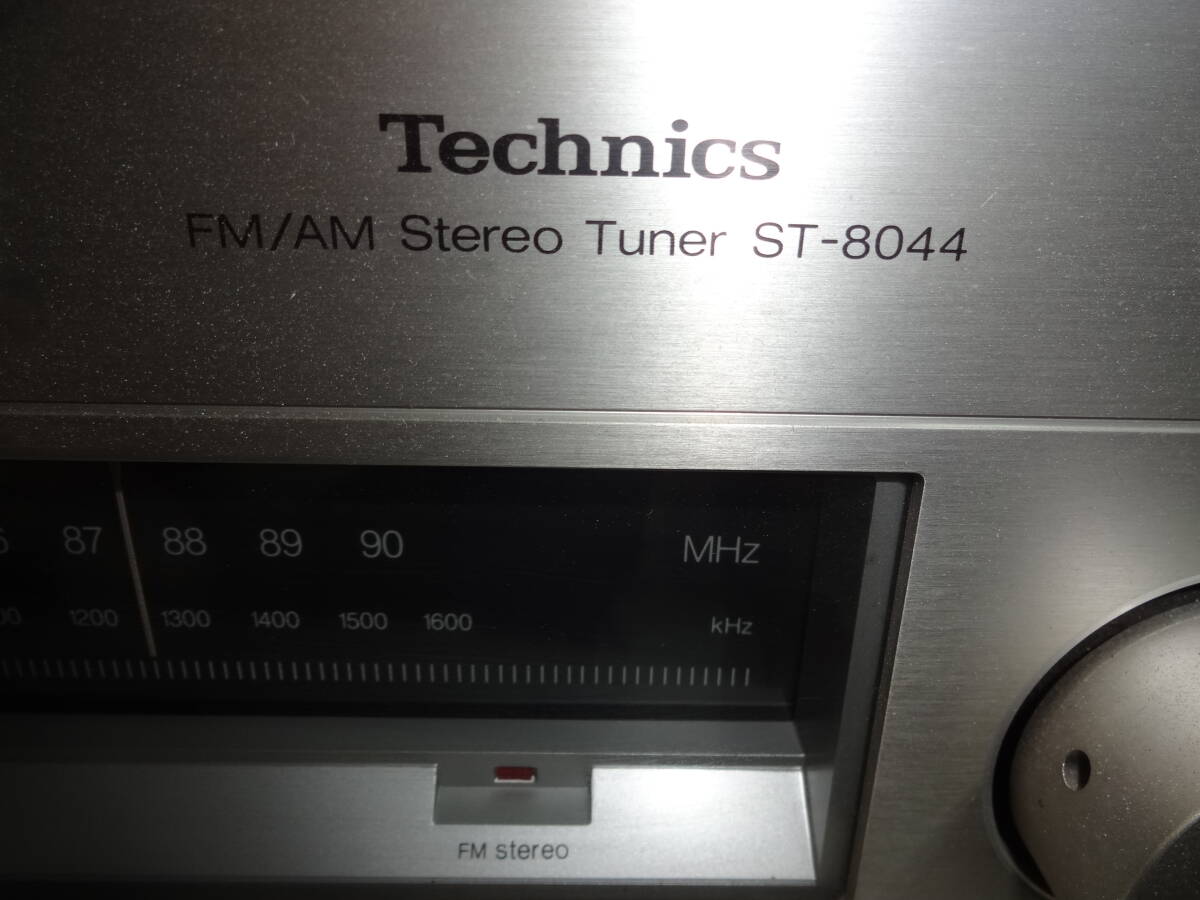 Technics
FM/AM Stereo Tuner ST-8044
87 88 89 90 MHz
1200 1300 1400 1500 1600 kHz
FM stereo